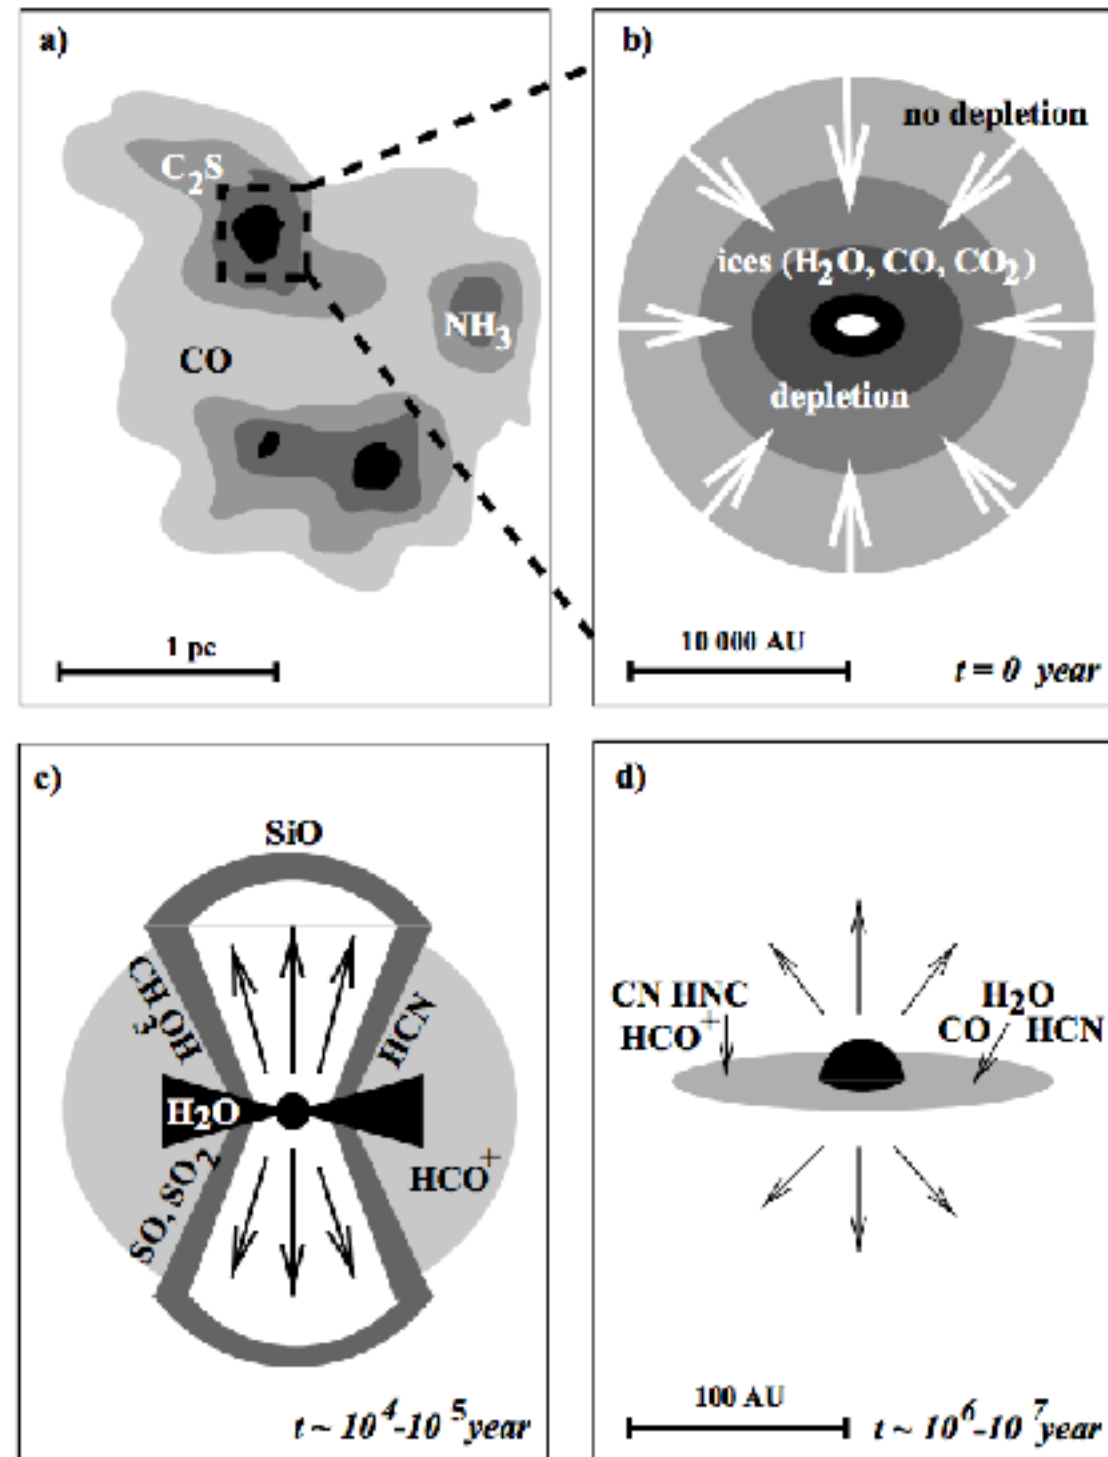 a)
C2S
NH3
CO
1 pc
b)
no depletion
ices (H2O, CO, CO2)
depletion
10 000 AU
t = 0 year
c)
SiO
CH3OH
HCN
H2O
SO, SO2
HCO+
t ~ 10^4-10^5 year
d)
CN HNC
HCO+
H2O
CO
HCN
100 AU
t ~ 10^6-10^7 year